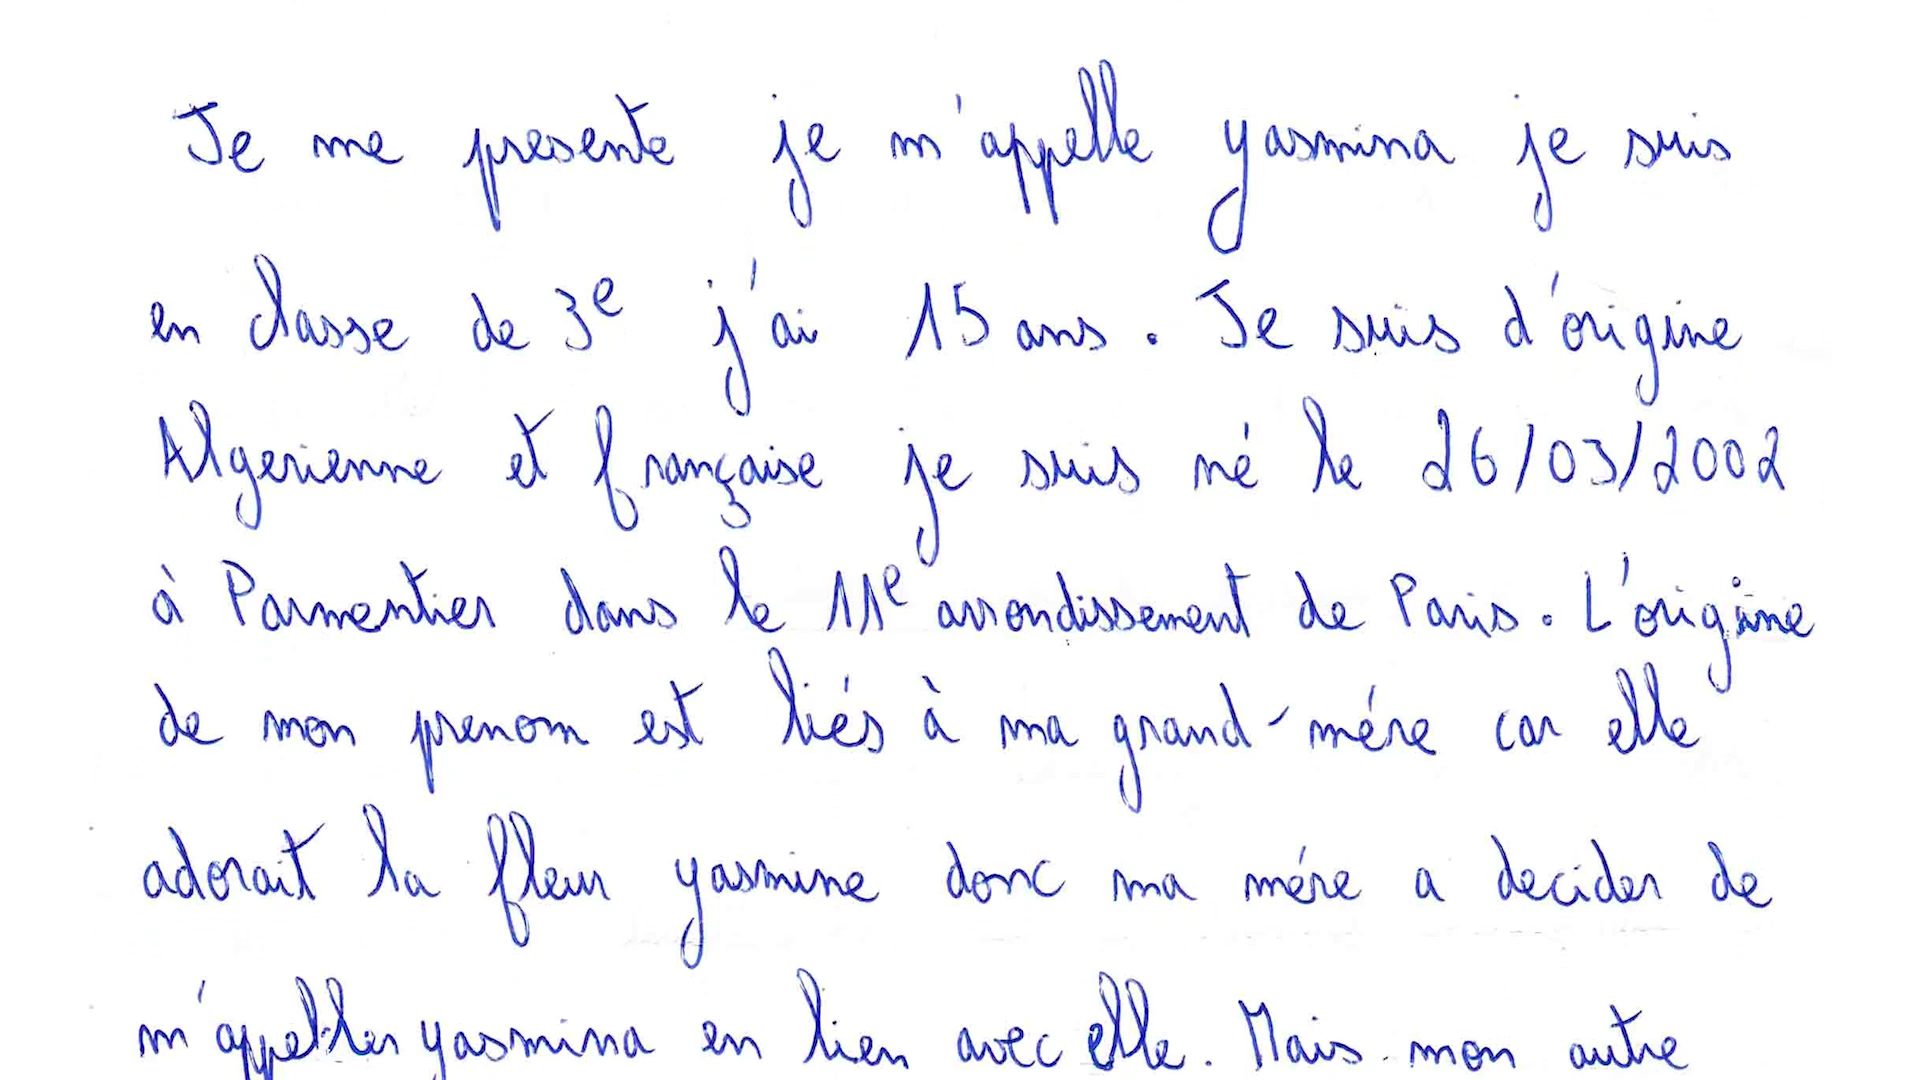 Je me presente je m'appelle yasmina je suis
en classe de 3e j'ai 15 ans. Je suis d'origine
Algerienne et française je suis né le 26/03/2002
à Parmentier dans le 11e arrondissement de Paris. L'origine
de mon prenom est liés à ma grand-mére car elle
adorait la fleur yasmine donc ma mére a decider de
m'appeller yasmina en lien avec elle. Mais mon autre